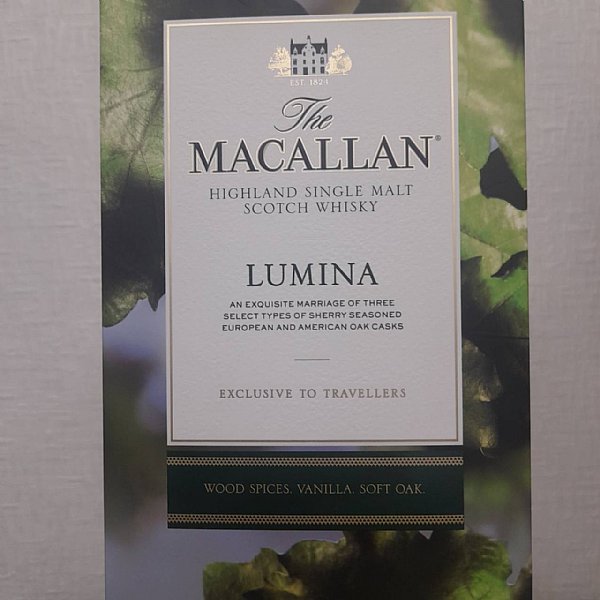 EST. 1824
The
MACALLAN®
HIGHLAND SINGLE MALT
SCOTCH WHISKY
LUMINA
AN EXQUISITE MARRIAGE OF THREE
SELECT TYPES OF SHERRY SEASONED
EUROPEAN AND AMERICAN OAK CASKS
EXCLUSIVE TO TRAVELLERS
WOOD SPICES. VANILLA. SOFT OAK.